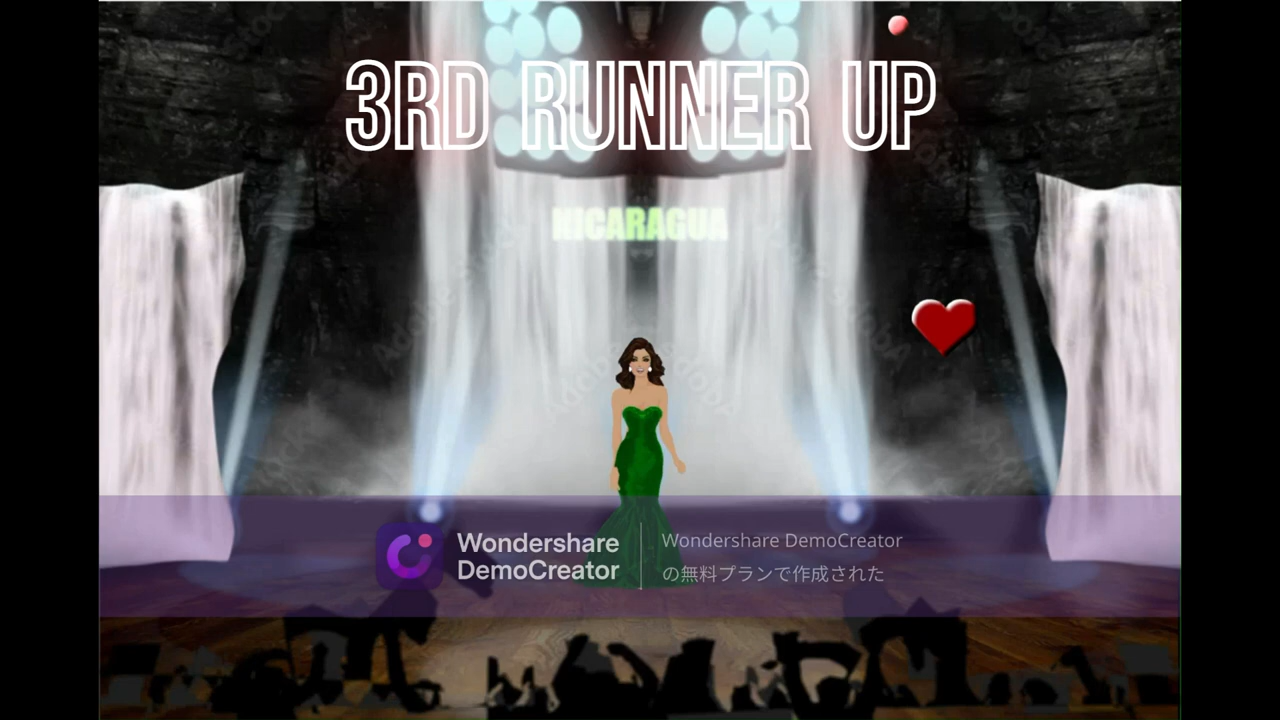 3RD RUNNER UP
NICARAGUA
Wondershare
DemoCreator
Wondershare DemoCreator
の無料プランで作成された